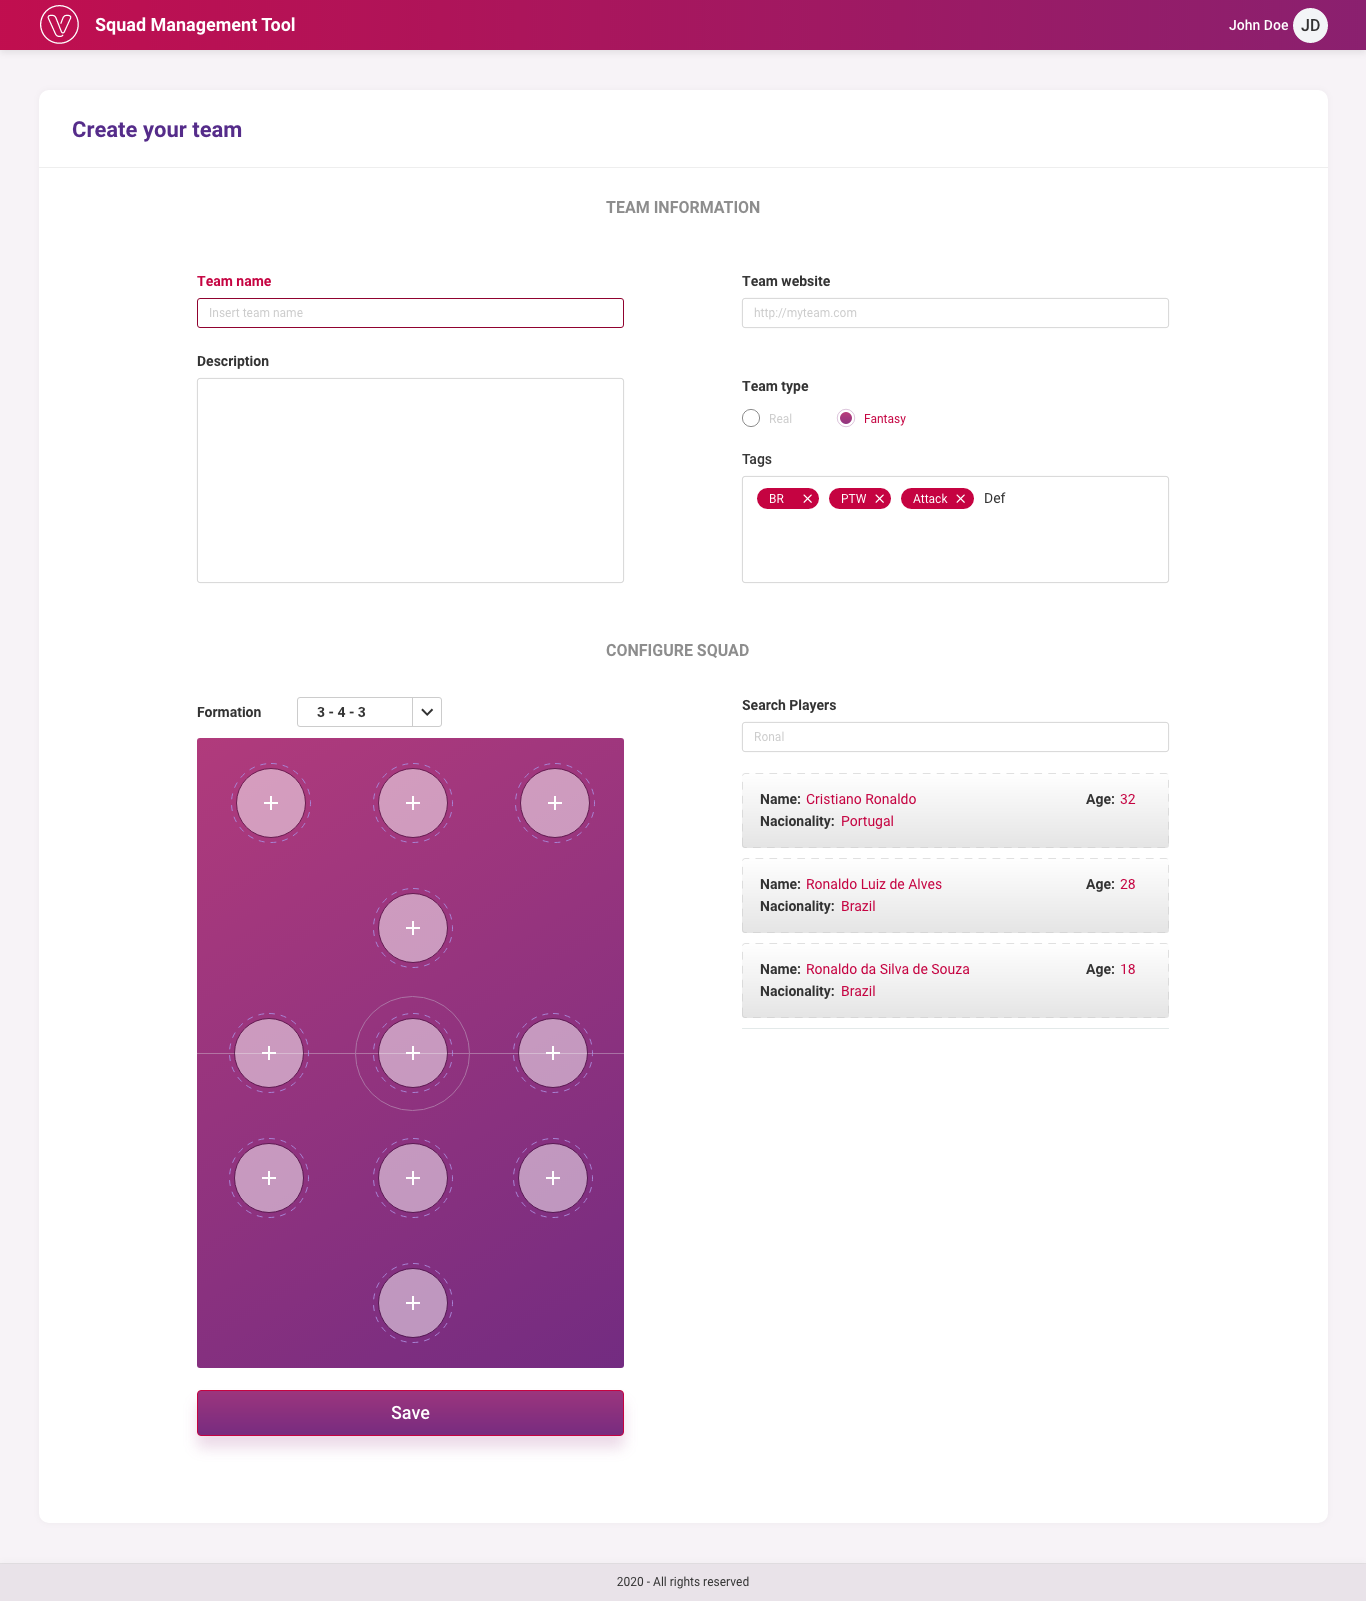 Squad Management Tool
John Doe JD
Create your team
TEAM INFORMATION
Team name
Insert team name
Team website
http://myteam.com
Description
Team type
Real Fantasy
Tags
BR PTW Attack Def
CONFIGURE SQUAD
Formation 3 - 4 - 3
Search Players
Ronal
Name: Cristiano Ronaldo Age: 32
Nacionality: Portugal
Name: Ronaldo Luiz de Alves Age: 28
Nacionality: Brazil
Name: Ronaldo da Silva de Souza Age: 18
Nacionality: Brazil
Save
2020 - All rights reserved